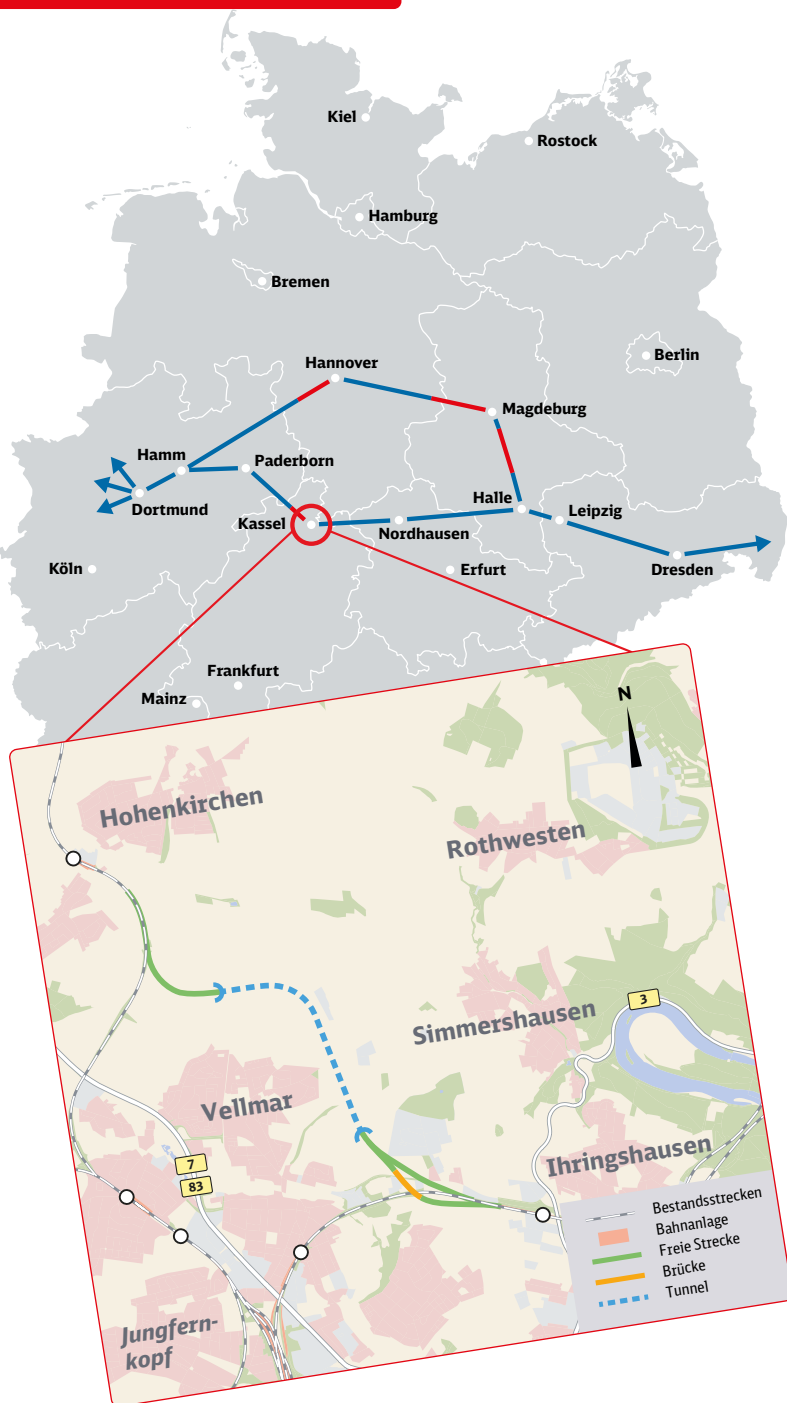 Kiel
Rostock
Hamburg
Bremen
Berlin
Hannover
Magdeburg
Hamm
Paderborn
Dortmund
Halle
Leipzig
Kassel
Nordhausen
Köln
Erfurt
Dresden
Frankfurt
Mainz
N
Hohenkirchen
Rothwesten
3
Simmershausen
Vellmar
7
83
Ihringshausen
Jungfern-
kopf
Bestandsstrecken
Bahnanlage
Freie Strecke
Brücke
Tunnel